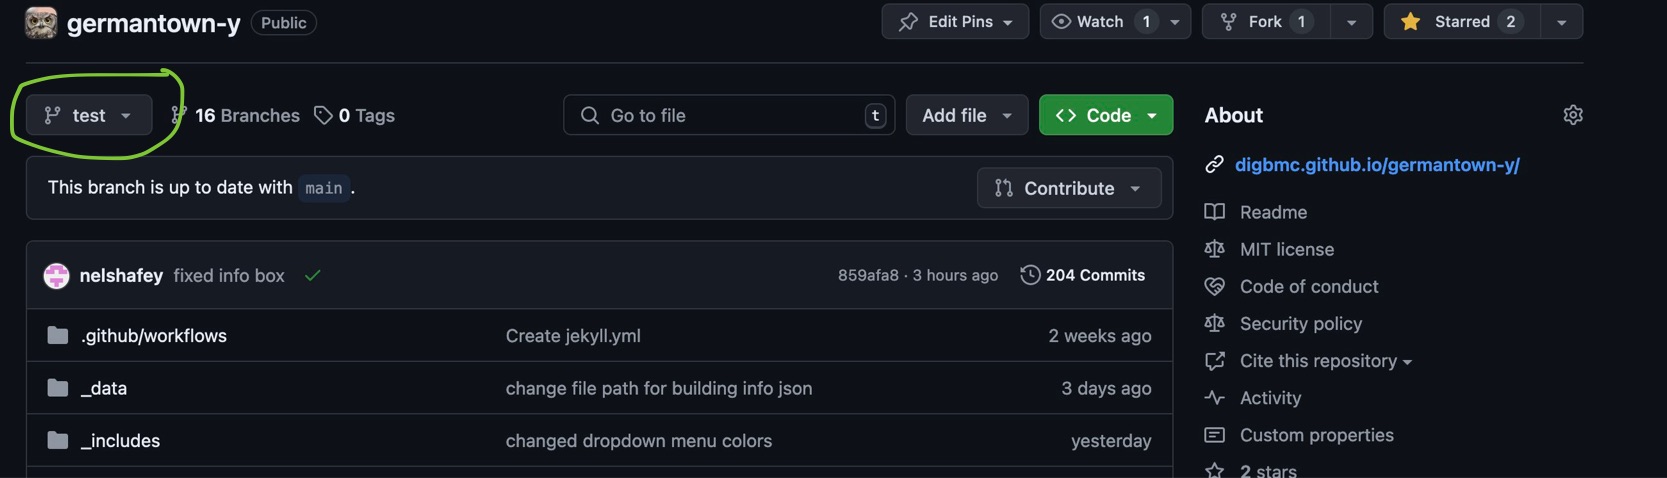 germantown-y Public Edit Pins Watch 1 Fork 1 Starred 2
test 16 Branches 0 Tags Go to file t Add file Code
This branch is up to date with main .
Contribute
nelshafey fixed info box 859afa8 · 3 hours ago 204 Commits
.github/workflows Create jekyll.yml 2 weeks ago
_data change file path for building info json 3 days ago
_includes changed dropdown menu colors yesterday
About
digbmc.github.io/germantown-y/
Readme
MIT license
Code of conduct
Security policy
Cite this repository
Activity
Custom properties
2 stars